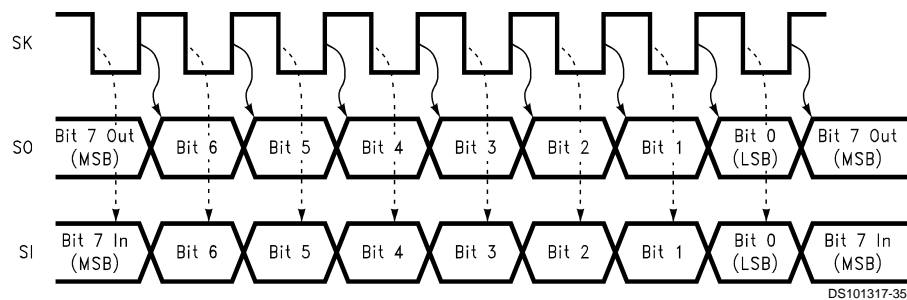 SK
SO
Bit 7 Out
(MSB)
Bit 6
Bit 5
Bit 4
Bit 3
Bit 2
Bit 1
Bit 0
(LSB)
Bit 7 Out
(MSB)
SI
Bit 7 In
(MSB)
Bit 6
Bit 5
Bit 4
Bit 3
Bit 2
Bit 1
Bit 0
(LSB)
Bit 7 In
(MSB)
DS101317-35